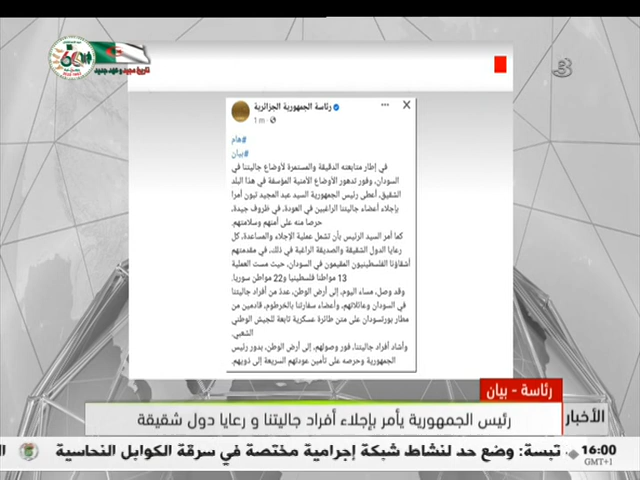 60
تاريخ مجيد و عهد جديد
3
رئاسة الجمهورية الجزائرية
1 m
#هام
#بيان
في إطار متابعته الدقيقة والمستمرة لأوضاع جاليتنا في
السودان، وفور تدهور الأوضاع الأمنية المؤسفة في هذا البلد
الشقيق، أعطى رئيس الجمهورية السيد عبد المجيد تبون أمرا
بإجلاء أعضاء جاليتنا الراغبين في العودة، في ظروف جيدة،
حرصا منه على أمنهم وسلامتهم.
كما أمر السيد الرئيس بأن تشمل عملية الإجلاء والمساعدة، كل
رعايا الدول الشقيقة والصديقة الراغبة في ذلك، في مقدمتهم
أشقاؤنا الفلسطينيون المقيمون في السودان، حيث مست العملية
13 مواطنا فلسطينيا و22 مواطن سوريا.
وقد وصل، مساء اليوم، إلى أرض الوطن، عددٌ من أفراد جاليتنا
في السودان وعائلاتهم، وأعضاء سفارتنا بالخرطوم، قادمين من
مطار بورتسودان على متن طائرة عسكرية تابعة للجيش الوطني
الشعبي.
وأشاد أفراد جاليتنا، فور وصولهم، إلى أرض الوطن، بدور رئيس
الجمهورية وحرصه على تأمين عودتهم السريعة إلى ذويهم.
رئاسة - بيان
الأخبار
رئيس الجمهورية يأمر بإجلاء أفراد جاليتنا و رعايا دول شقيقة
16:00
GMT+1
تبسة: وضع حد لنشاط شبكة إجرامية مختصة في سرقة الكوابل النحاسية